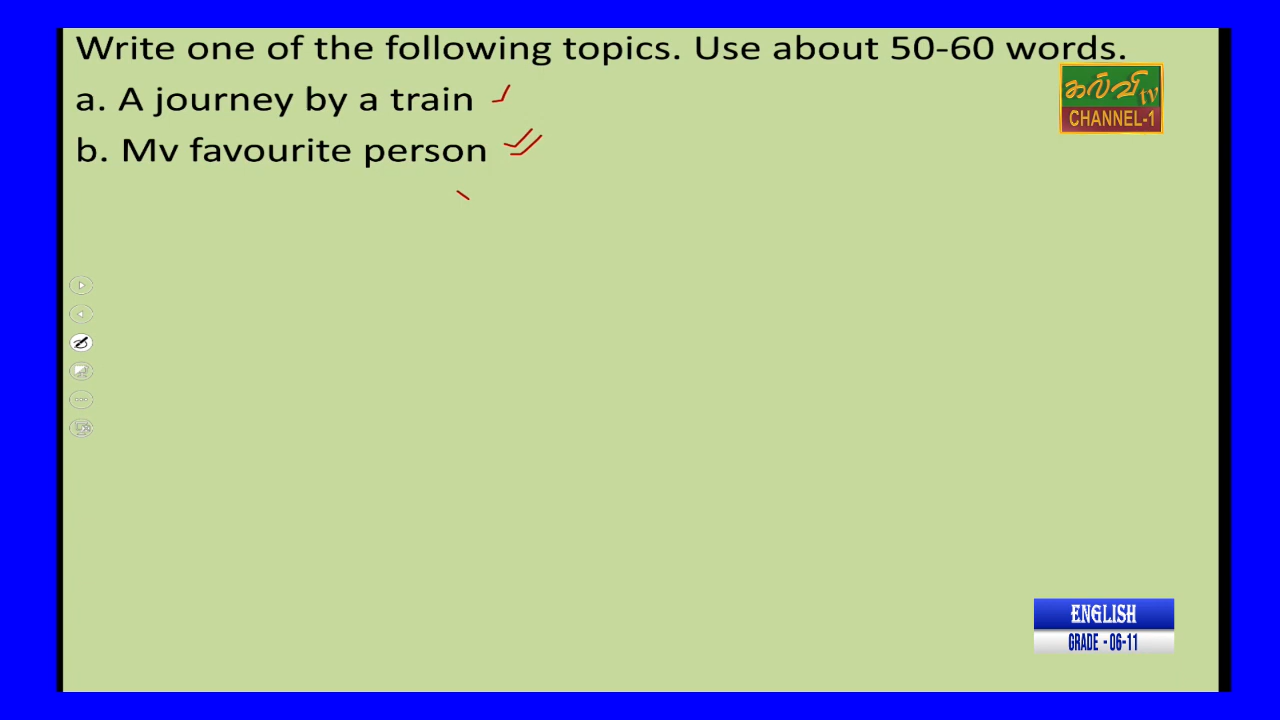 Write one of the following topics. Use about 50-60 words.
a. A journey by a train
b. Mv favourite person
கல்வி tv
CHANNEL-1
ENGLISH
GRADE - 06-11